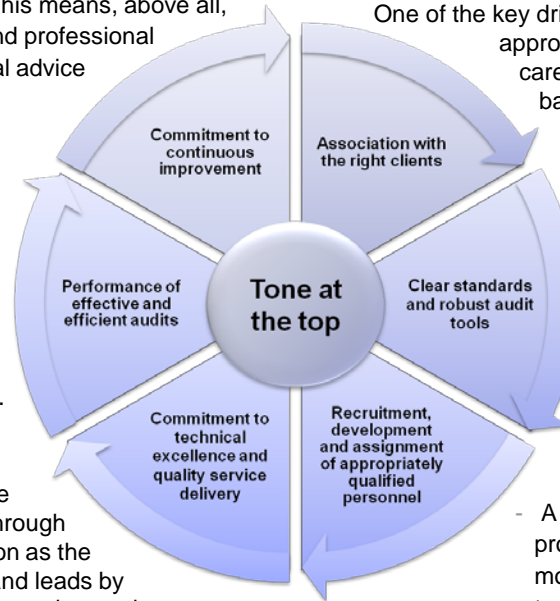 his means, above all,
nd professional
al advice
One of the key dri
appro
care
ba
Commitment to
continuous
improvement
Association with
the right clients
Performance of
effective and
efficient audits
Tone at
the top
Clear standards
and robust audit
tools
Commitment to
technical
excellence and
quality service
delivery
Recruitment,
development
and assignment
of appropriately
qualified
personnel
e
hrough
on as the
and leads by
- A
pro
mo